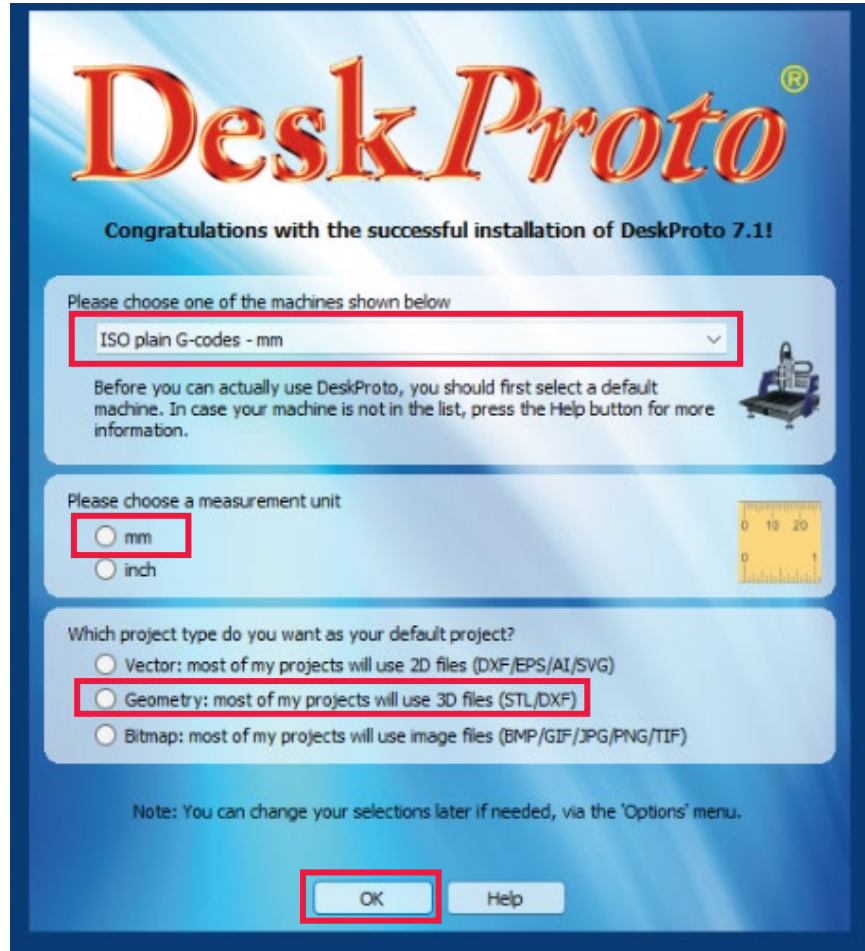 DeskProto®
Congratulations with the successful installation of DeskProto 7.1!
Please choose one of the machines shown below
ISO plain G-codes - mm
Before you can actually use DeskProto, you should first select a default
machine. In case your machine is not in the list, press the Help button for more
information.
Please choose a measurement unit
mm
0 10 20
inch
0 1
Which project type do you want as your default project?
Vector: most of my projects will use 2D files (DXF/EPS/AI/SVG)
Geometry: most of my projects will use 3D files (STL/DXF)
Bitmap: most of my projects will use image files (BMP/GIF/JPG/PNG/TIF)
Note: You can change your selections later if needed, via the 'Options' menu.
OK Help